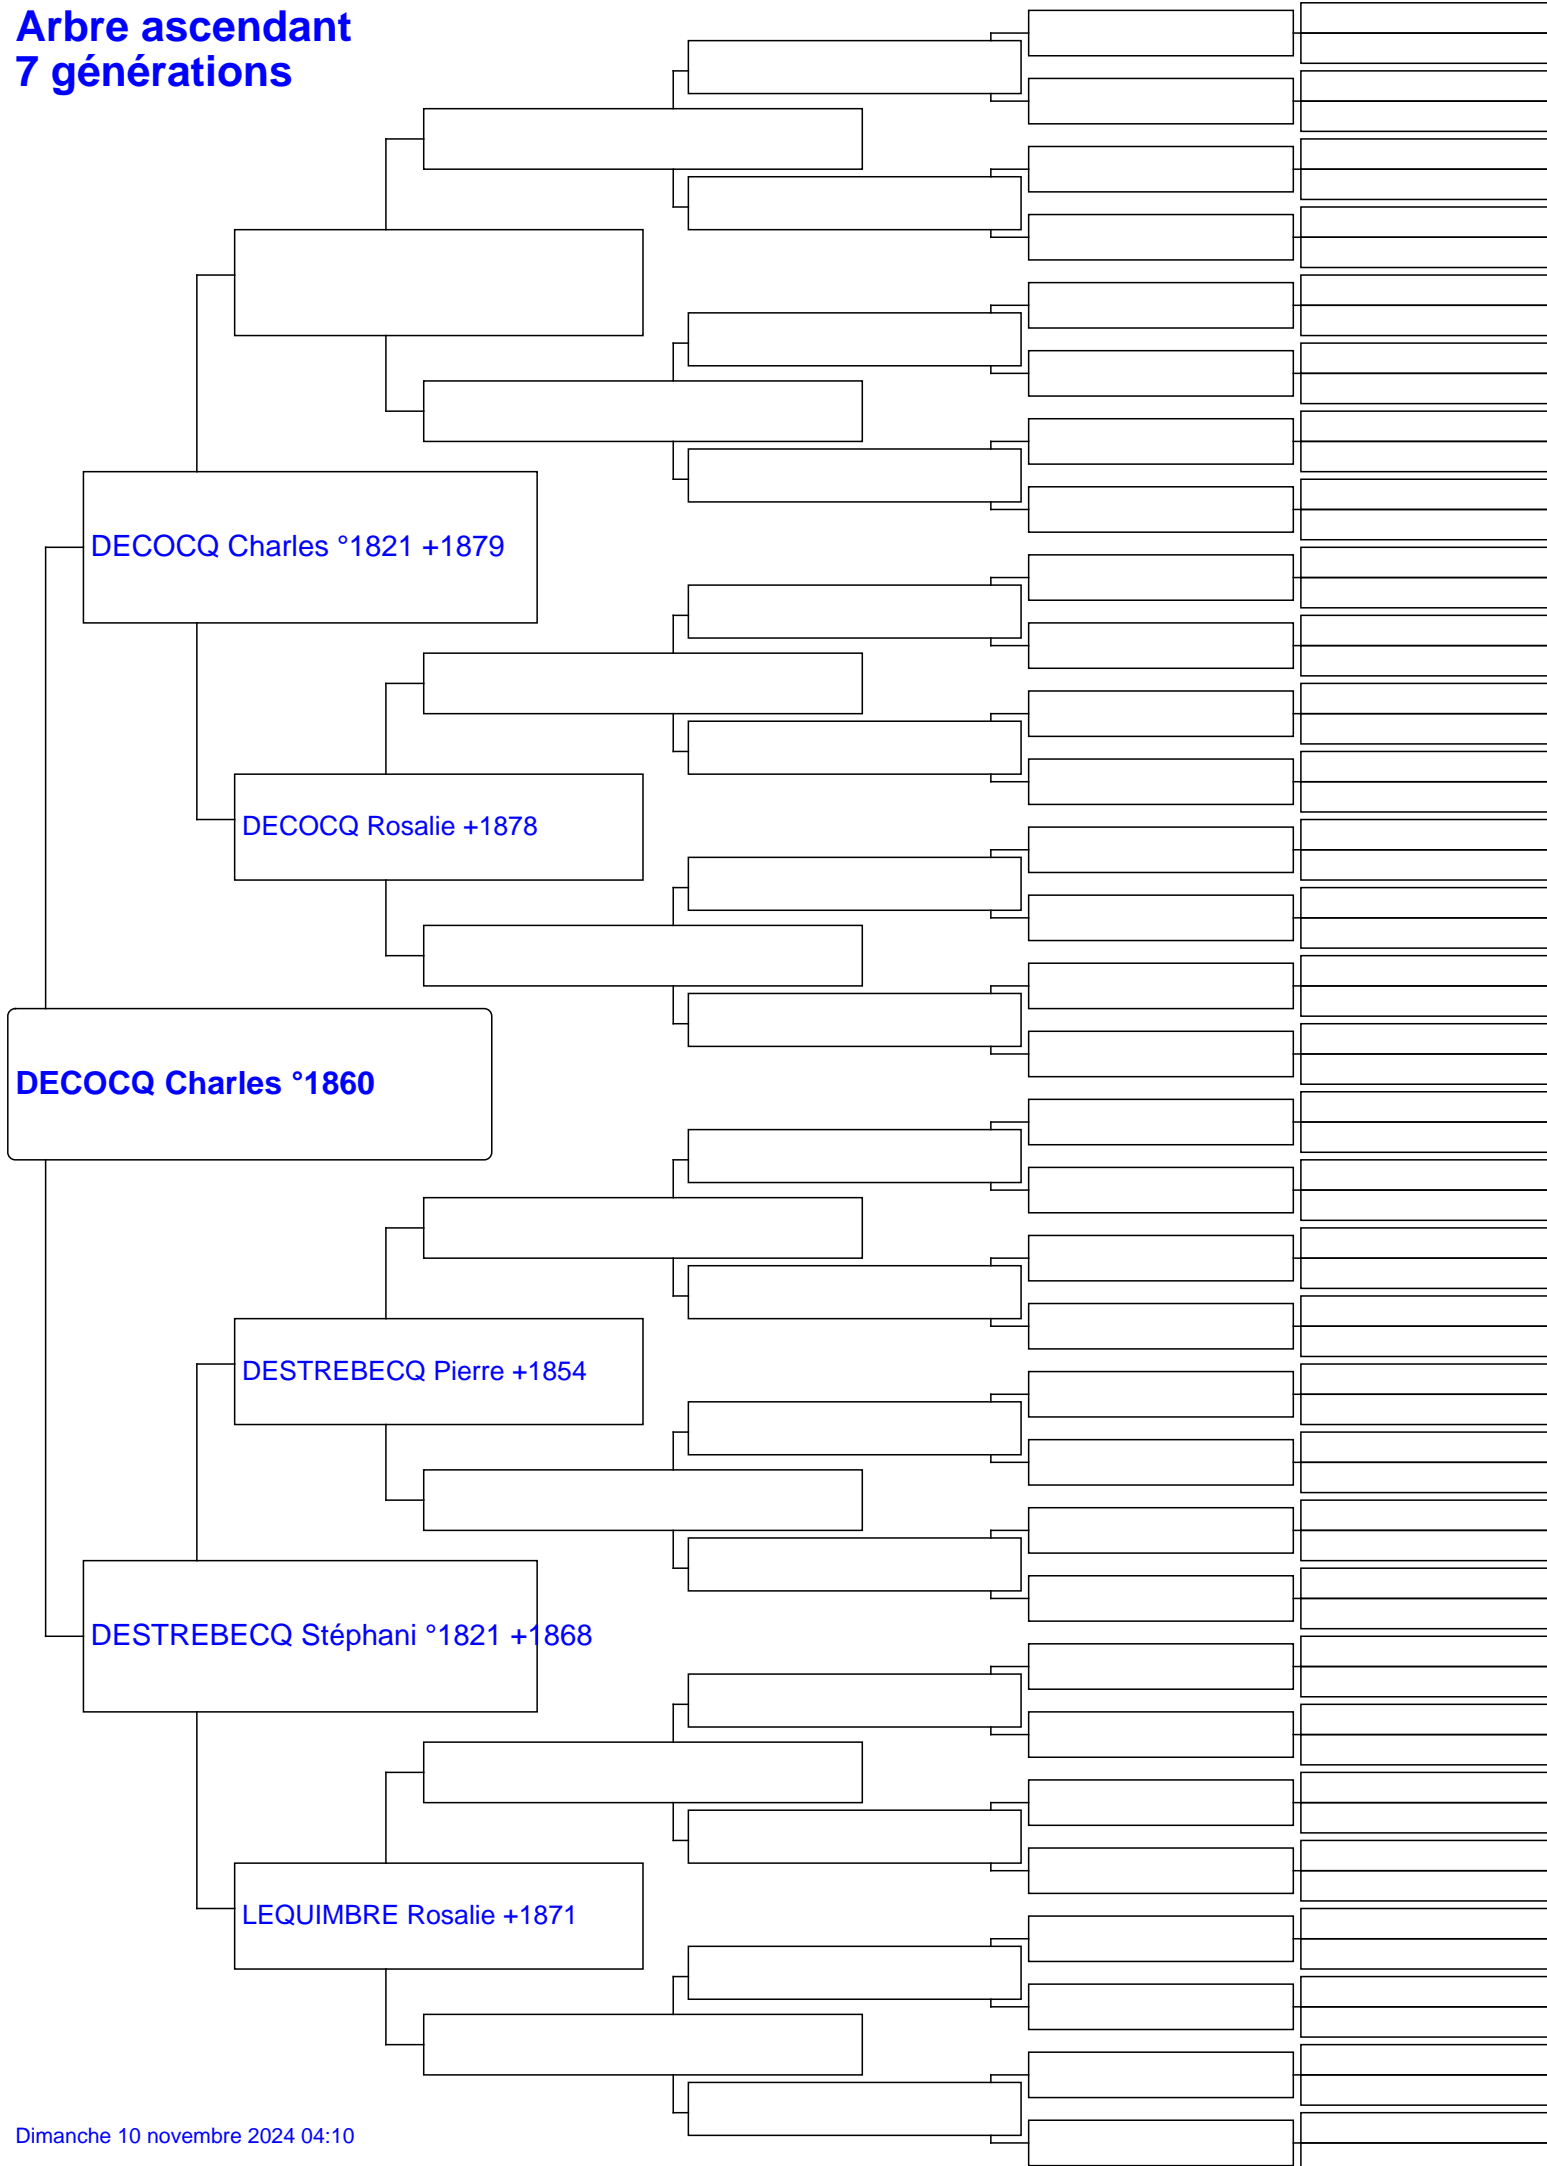 Arbre ascendant
7 générations
DECOCQ Charles °1821 +1879
DECOCQ Rosalie +1878
DECOCQ Charles °1860
DESTREBECQ Pierre +1854
DESTREBECQ Stéphani °1821 +1868
LEQUIMBRE Rosalie +1871
Dimanche 10 novembre 2024 04:10